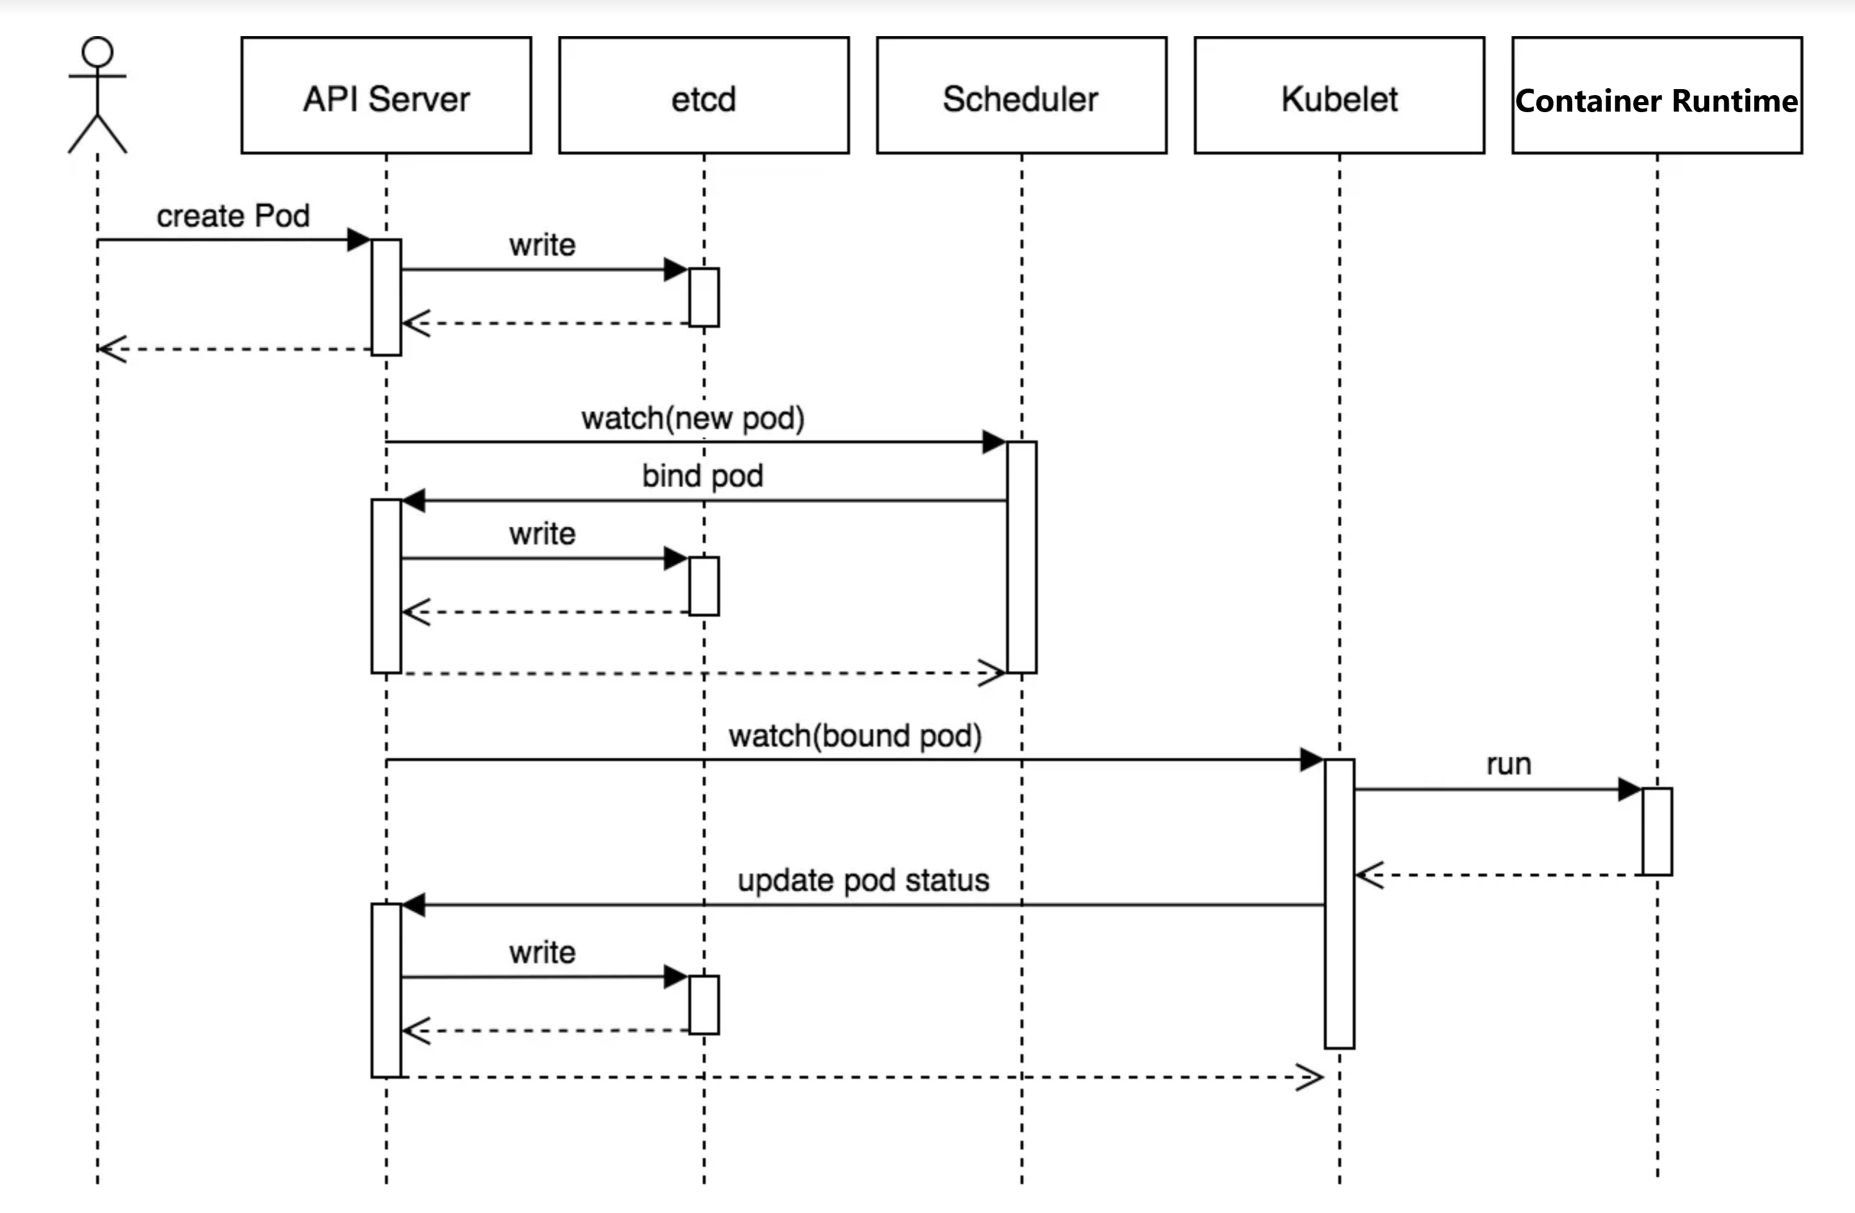 API Server
etcd
Scheduler
Kubelet
Container Runtime
create Pod
write
watch(new pod)
bind pod
write
watch(bound pod)
run
update pod status
write